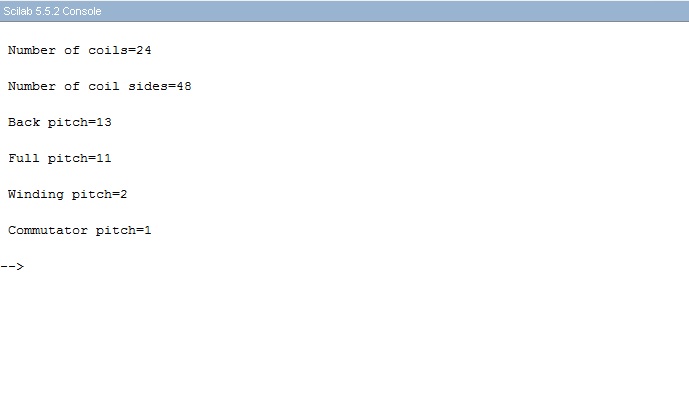 Scilab 5.5.2 Console
Number of coils=24
Number of coil sides=48
Back pitch=13
Full pitch=11
Winding pitch=2
Commutator pitch=1
-->